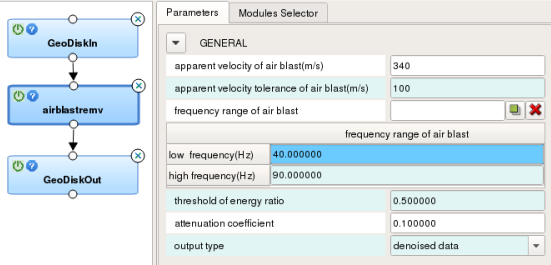 GeoDiskIn
airblastremv
GeoDiskOut
Parameters Modules Selector
GENERAL
apparent velocity of air blast(m/s) 340
apparent velocity tolerance of air blast(m/s) 100
frequency range of air blast
frequency range of air blast
low frequency(Hz) 40.000000
high frequency(Hz) 90.000000
threshold of energy ratio 0.500000
attenuation coefficient 0.100000
output type denoised data